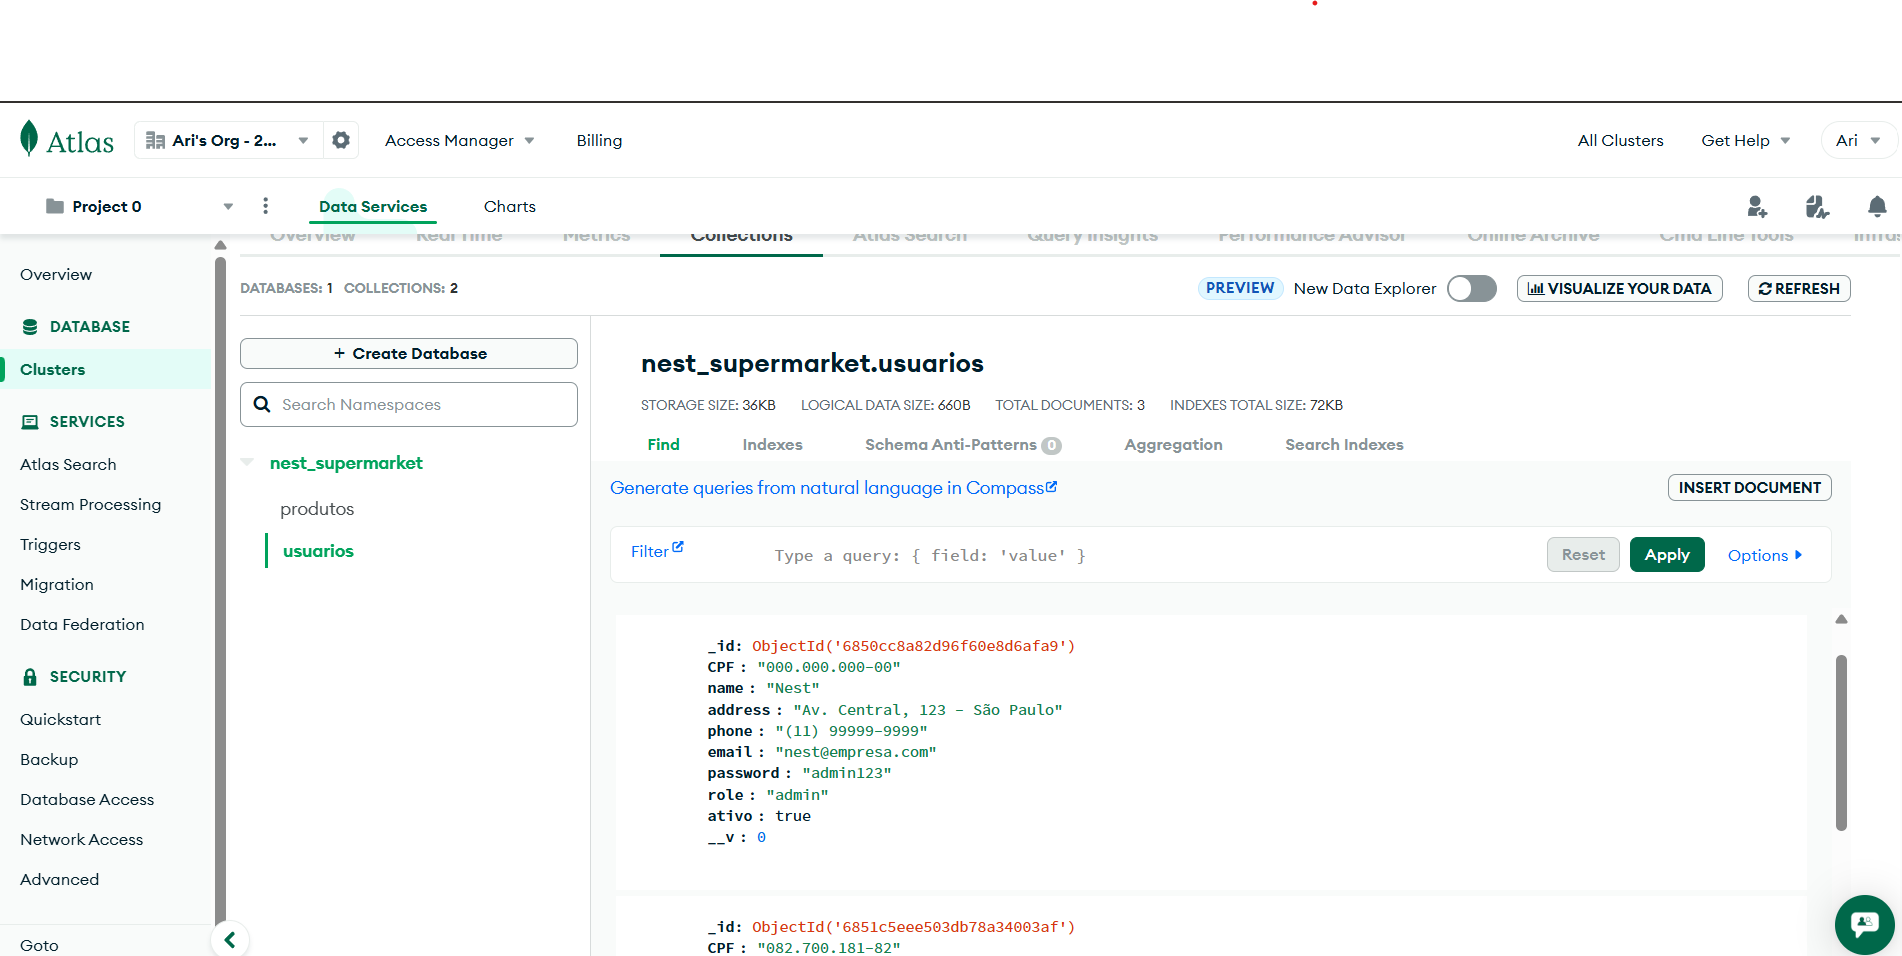 Atlas
Ari's Org - 2...
Access Manager
Billing
All Clusters
Get Help
Ari
Project 0
Data Services
Charts
Overview
Real Time
Metrics
Collections
Atlas Search
Query Insights
Performance Advisor
Online Archive
Cmd Line Tools
Overview
DATABASE
Clusters
SERVICES
Atlas Search
Stream Processing
Triggers
Migration
Data Federation
SECURITY
Quickstart
Backup
Database Access
Network Access
Advanced
Goto
DATABASES: 1 COLLECTIONS: 2
PREVIEW New Data Explorer
VISUALIZE YOUR DATA
REFRESH
+ Create Database
Search Namespaces
nest_supermarket
produtos
usuarios
nest_supermarket.usuarios
STORAGE SIZE: 36KB LOGICAL DATA SIZE: 660B TOTAL DOCUMENTS: 3 INDEXES TOTAL SIZE: 72KB
Find
Indexes
Schema Anti-Patterns 0
Aggregation
Search Indexes
Generate queries from natural language in Compass
INSERT DOCUMENT
Filter
Type a query: { field: 'value' }
Reset
Apply
Options
_id: ObjectId('6850cc8a82d96f60e8d6afa9')
CPF : "000.000.000-00"
name : "Nest"
address : "Av. Central, 123 - São Paulo"
phone : "(11) 99999-9999"
email : "nest@empresa.com"
password : "admin123"
role : "admin"
ativo : true
__v : 0
_id: ObjectId('6851c5eee503db78a34003af')
CPF : "082.700.181-82"